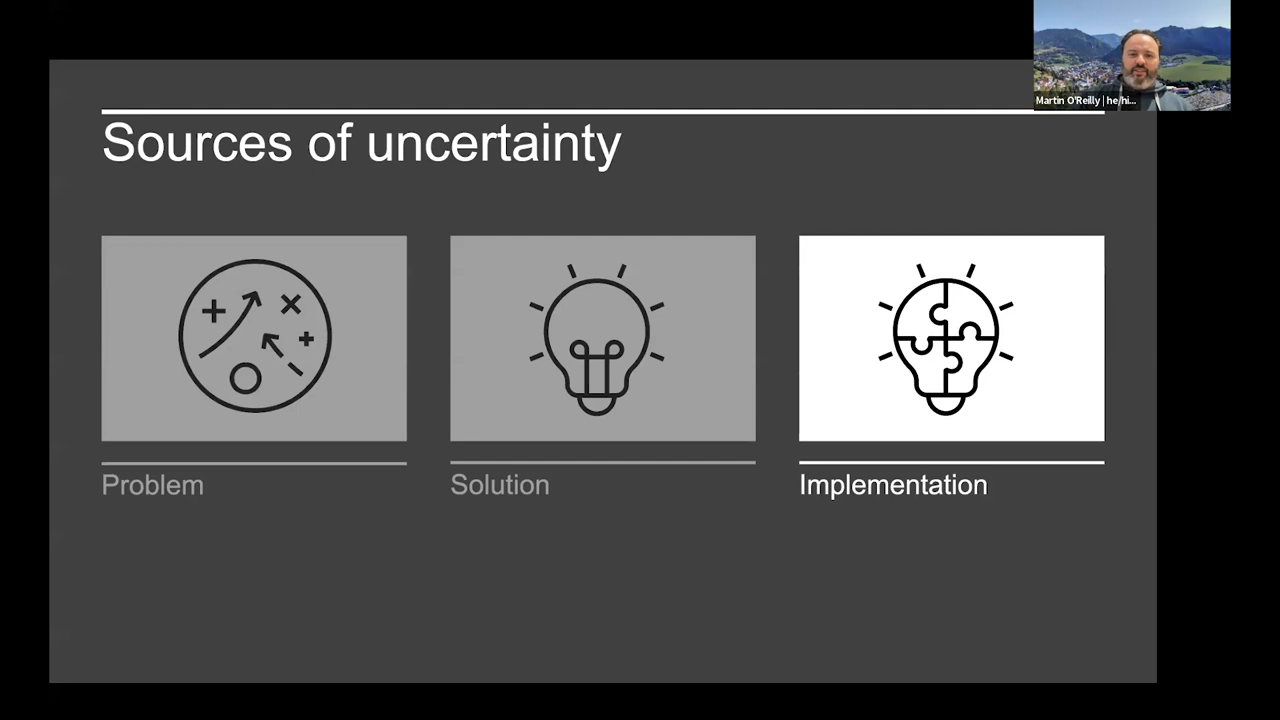 Martin O'Reilly | he/hi...
Sources of uncertainty
Problem
Solution
Implementation